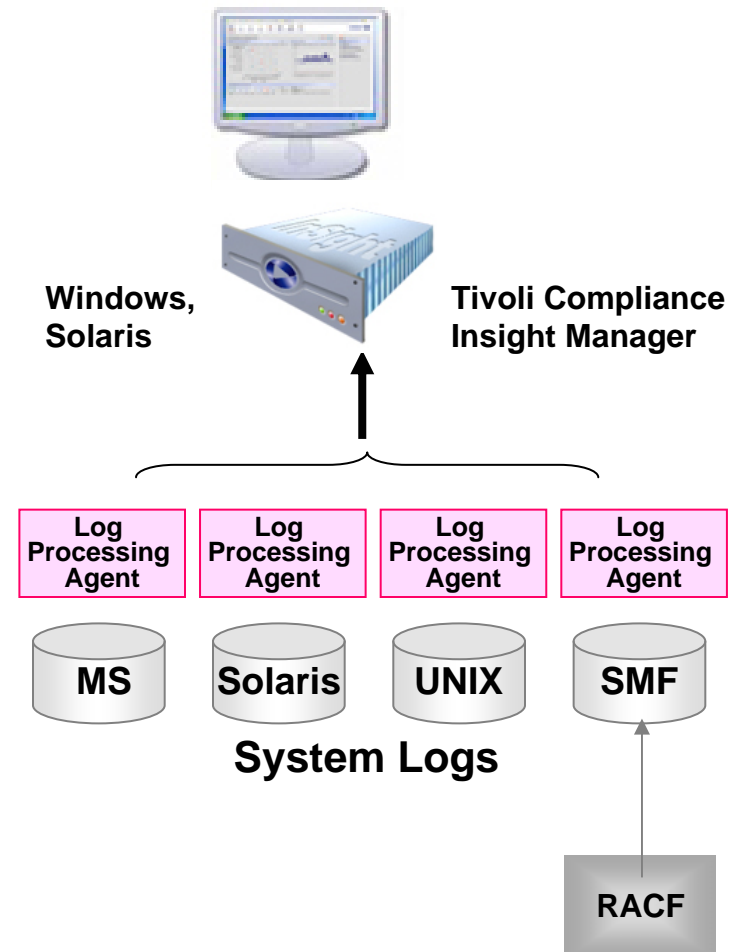 Insight
Windows,
Solaris
Tivoli Compliance
Insight Manager
Log
Processing
Agent
Log
Processing
Agent
Log
Processing
Agent
Log
Processing
Agent
MS
Solaris
UNIX
SMF
System Logs
RACF